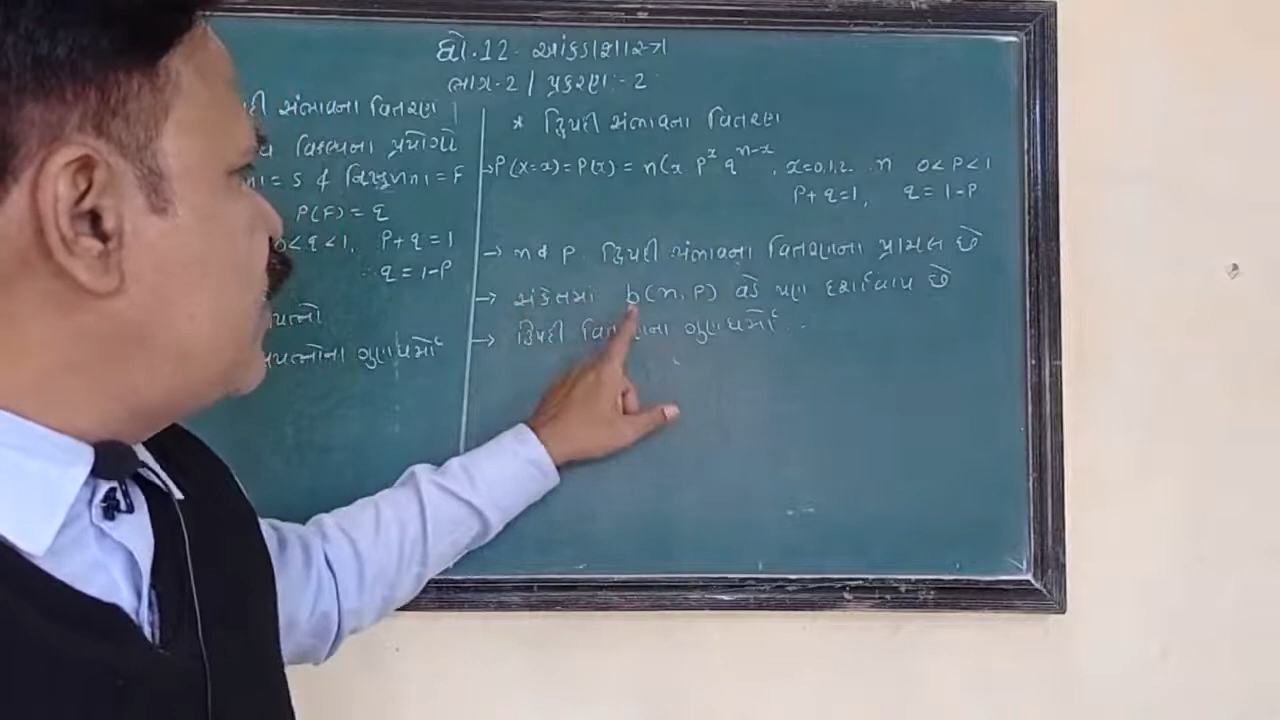 ધો.12. આંકડાશાસ્ત્ર
ભાગ-2 / પ્રકરણ:-2
સંભાવના વિતરણ
વિકલ્પના પ્રયોગો
= S ને નિષ્ફળતા = F
P(F) = q
0<q<1, P+q=1
∴ q = 1-P
ગુણધર્મો
* દ્વિપદી સંભાવના વિતરણ
→ P(X=x) = P(x) = nCx p^x q^n-x, x=0,1,2.. n 0<P<1
P+q=1, q = 1-P
→ n ને P. દ્વિપદી સંભાવના વિતરણના પ્રાચલ છે
→ સંકેતમાં b(n,P) વડે પણ દર્શાવાય છે
→ દ્વિપદી ગુણધર્મો..